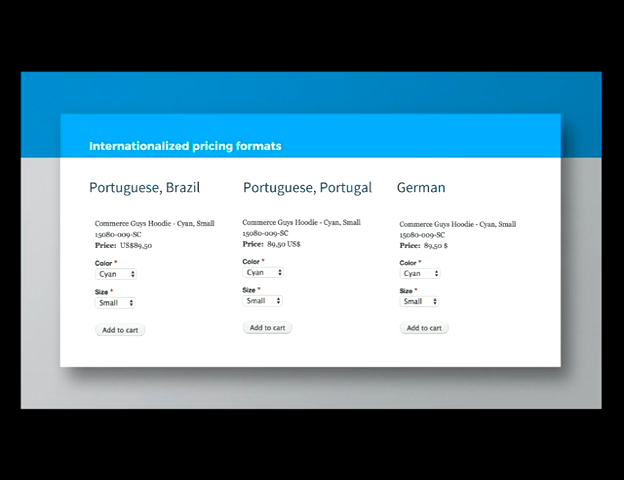 Internationalized pricing formats
Portuguese, Brazil
Commerce Guys Hoodie - Cyan, Small
15080-009-SC
Price: US$89,50
Color *
Cyan
Size *
Small
Add to cart
Portuguese, Portugal
Commerce Guys Hoodie - Cyan, Small
15080-009-SC
Price: 89,50 US$
Color *
Cyan
Size *
Small
Add to cart
German
Commerce Guys Hoodie - Cyan, Small
15080-009-SC
Price: 89,50 $
Color *
Cyan
Size *
Small
Add to cart